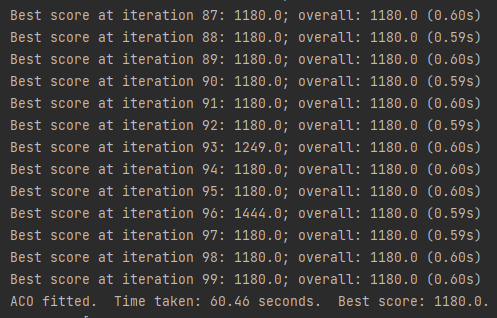 Best score at iteration 87: 1180.0; overall: 1180.0 (0.60s)
Best score at iteration 88: 1180.0; overall: 1180.0 (0.59s)
Best score at iteration 89: 1180.0; overall: 1180.0 (0.60s)
Best score at iteration 90: 1180.0; overall: 1180.0 (0.59s)
Best score at iteration 91: 1180.0; overall: 1180.0 (0.60s)
Best score at iteration 92: 1180.0; overall: 1180.0 (0.59s)
Best score at iteration 93: 1249.0; overall: 1180.0 (0.60s)
Best score at iteration 94: 1180.0; overall: 1180.0 (0.60s)
Best score at iteration 95: 1180.0; overall: 1180.0 (0.60s)
Best score at iteration 96: 1444.0; overall: 1180.0 (0.59s)
Best score at iteration 97: 1180.0; overall: 1180.0 (0.59s)
Best score at iteration 98: 1180.0; overall: 1180.0 (0.60s)
Best score at iteration 99: 1180.0; overall: 1180.0 (0.60s)
ACO fitted.  Time taken: 60.46 seconds.  Best score: 1180.0.